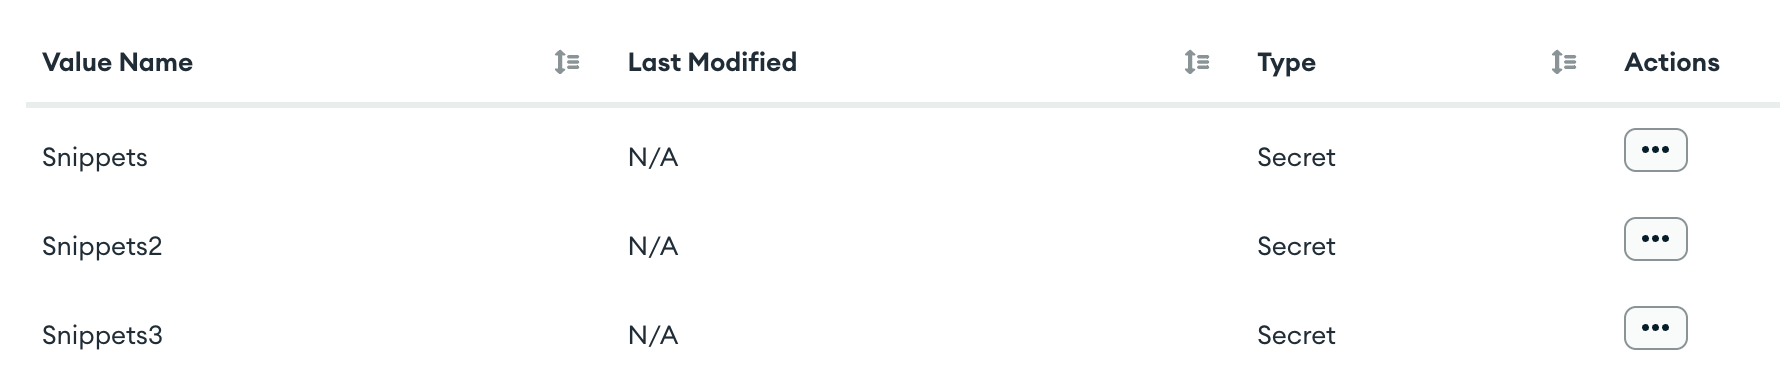 Value Name Last Modified Type Actions
Snippets N/A Secret •••
Snippets2 N/A Secret •••
Snippets3 N/A Secret •••